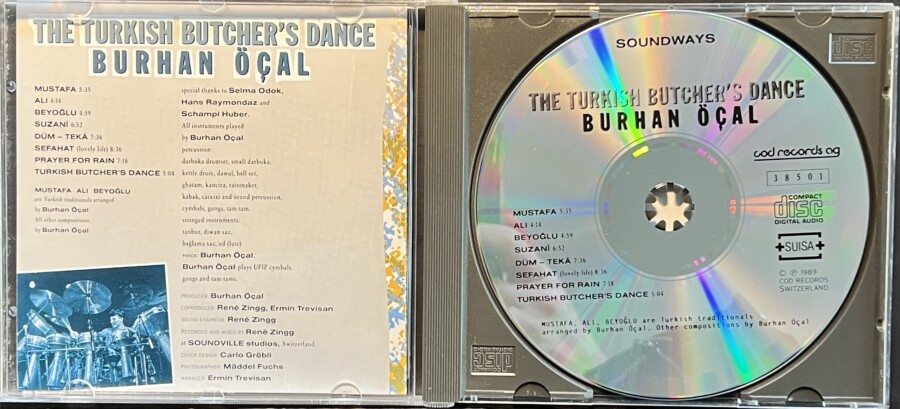 THE TURKISH BUTCHER'S DANCE
BURHAN ÖÇAL
MUSTAFA 5:35
ALI 4:14
BEYOĞLU 4:59
SUZANÎ 6:52
DÜM – TEKÂ 7:36
SEFAHAT (lovely life) 8:36
PRAYER FOR RAIN 7:18
TURKISH BUTCHER'S DANCE 5:04
MUSTAFA ALI BEYOĞLU
are Turkish traditionals arranged
by Burhan Öçal
All other compositions
by Burhan Öçal
special thanks to Selma Odok,
Hans Raymondaz and
Schampi Huber.
All instruments played
by Burhan Öçal
percussion:
darbuka drumset, small darbuka,
kettle drum, dawul, bell set,
ghatam, kancira, rainmaker,
kabak, caixixi and sound percussion,
cymbals, gongs, tam tam.
stringed instruments:
tanbur, diwan saz,
bağlama saz, ud (lute)
voice: Burhan Öçal.
Burhan Öçal plays UFIP cymbals,
gongs and tam-tams.
PRODUCER Burhan Öçal
COPRODUCER René Zingg, Ermin Trevisan
SOUND ENGINEER René Zingg
RECORDED AND MIXED BY René Zingg
at SOUNDVILLE studios, Switzerland
COVER DESIGN Carlo Gröbli
PHOTOGRAPHER Mäddel Fuchs
MANAGER Ermin Trevisan
SOUNDWAYS
THE TURKISH BUTCHER'S DANCE
BURHAN ÖÇAL
cod records ag
38501
COMPACT
disc
DIGITAL AUDIO
SUISA
© ℗ 1989
COD RECORDS
SWITZERLAND
MUSTAFA 5:35
ALI 4:14
BEYOĞLU 4:59
SUZANÎ 6:52
DÜM – TEKÂ 7:36
SEFAHAT (lovely life) 8:36
PRAYER FOR RAIN 7:18
TURKISH BUTCHER'S DANCE 5:04
MUSTAFA, ALI, BEYOĞLU are Turkish traditionals
arranged by Burhan Öçal. Other compositions by Burhan Öçal
disc
disc